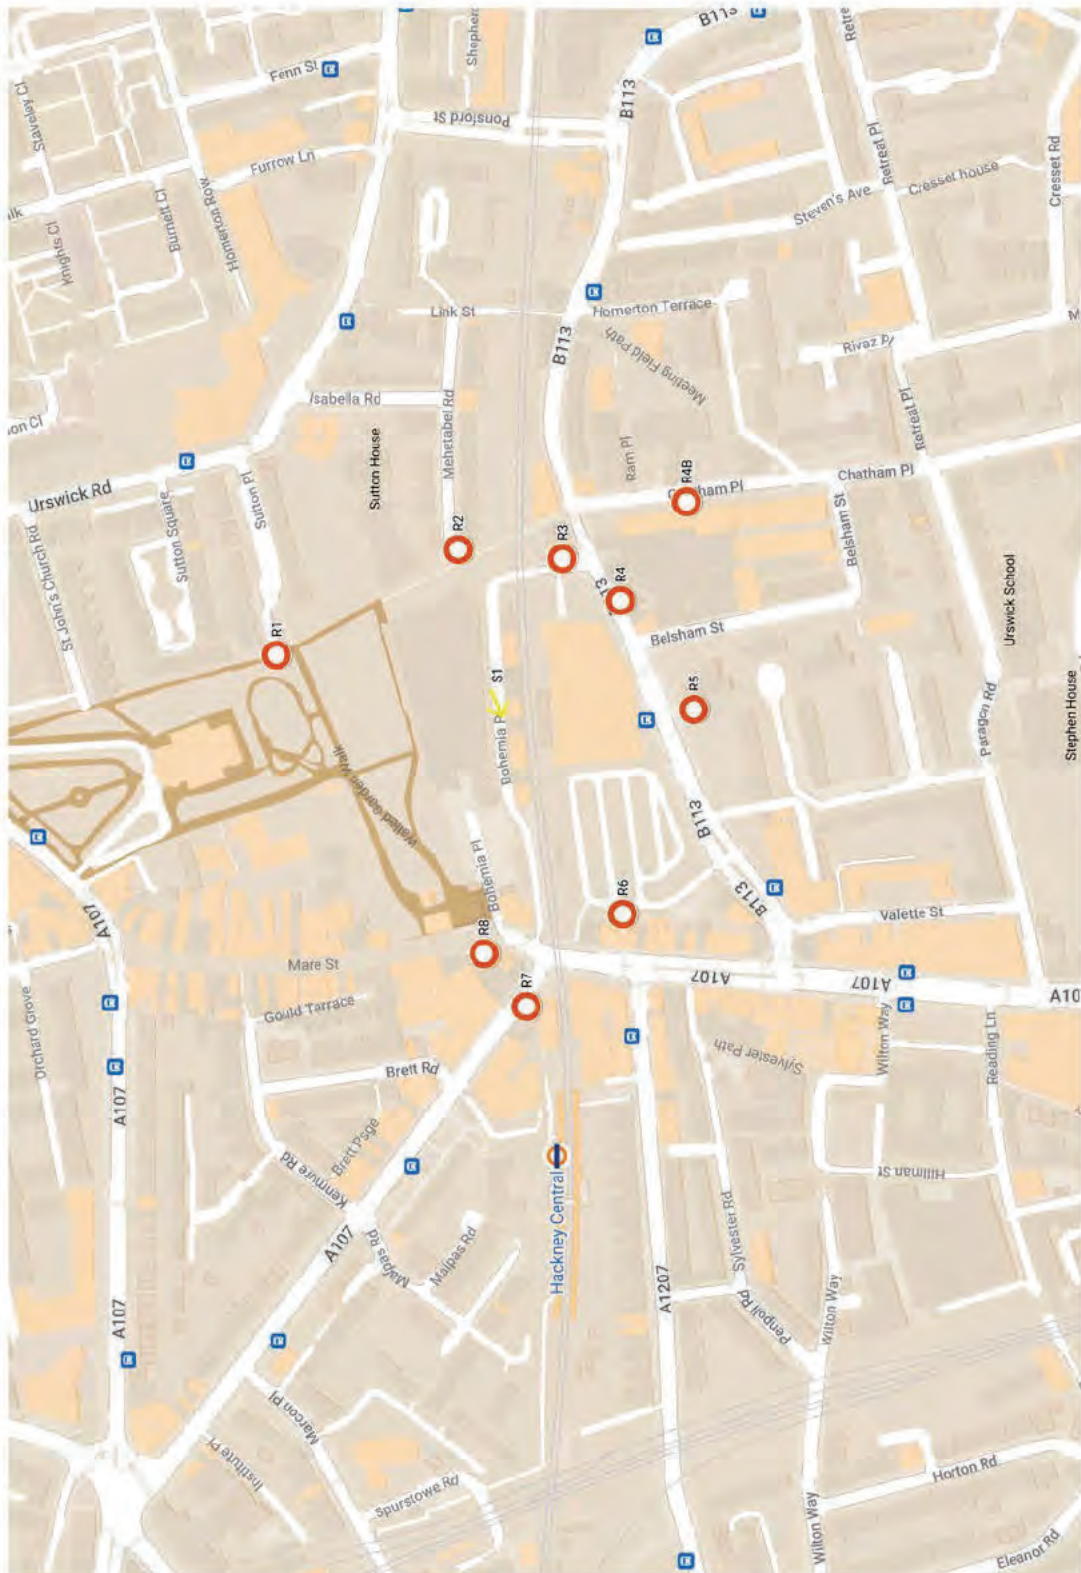 B113
Shepherd
Fenn St
Staveley Cl
Retreat Pl
Ponsford St
B113
Furrow Ln
Burnett Cl
Knights Cl
Homerton Row
Retreat Pl
Cresset house
Cresset Rd
Steven's Ave
Link St
Homerton Terrace
B113
Meeting Field Path
Rivaz Pl
Isabella Rd
Mehetabel Rd
Sutton House
Retreat Pl
Urswick Rd
Sutton Pl
Sutton Square
St John's Church Rd
Ram Pl
R4B
Chatham Pl
Chatham Pl
Belsham St
R2
R3
R4
R1
Belsham St
Urswick School
S1
R5
Bohemia
Paragon Rd
Stephen House
Walled Garden Walk
B113
Bohemia Pl
R6
B113
Valette St
A107
Mare St
R8
R7
A107
A107
Gould Terrace
Orchard Grove
Sylvester Path
Wilton Way
Reading Ln
Brett Rd
A107
Brett Psge
Kenmure Rd
Hillman St
Hackney Central
A107
Malpas Rd
Malpas Rd
Sylvester Rd
A1207
Penpoll Rd
Wilton Way
A107
Marcon Pl
Institute Pl
Spurstowe Rd
Horton Rd
Wilton Way
Eleanor Rd